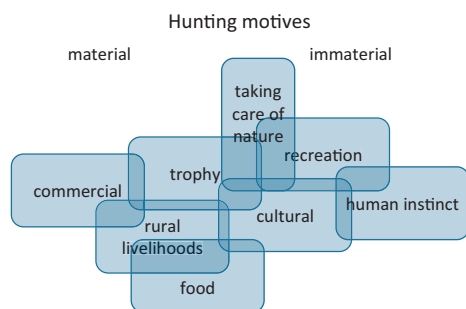 Hunting motives
material
immaterial
taking
care of
nature
recreation
trophy
commercial
human instinct
cultural
rural
livelihoods
food